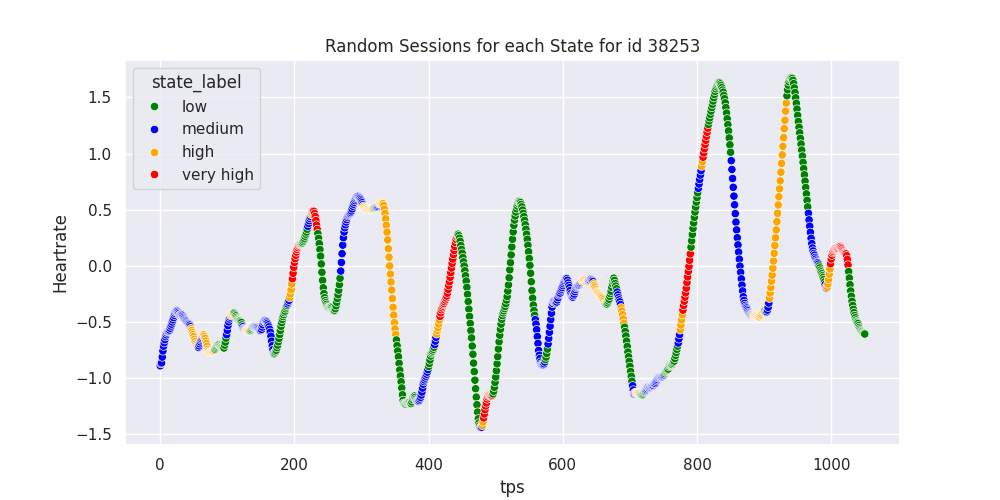 Random Sessions for each State for id 38253
state_label
low
medium
high
very high
Heartrate
1.5
1.0
0.5
0.0
−0.5
−1.0
−1.5
0 200 400 600 800 1000
tps